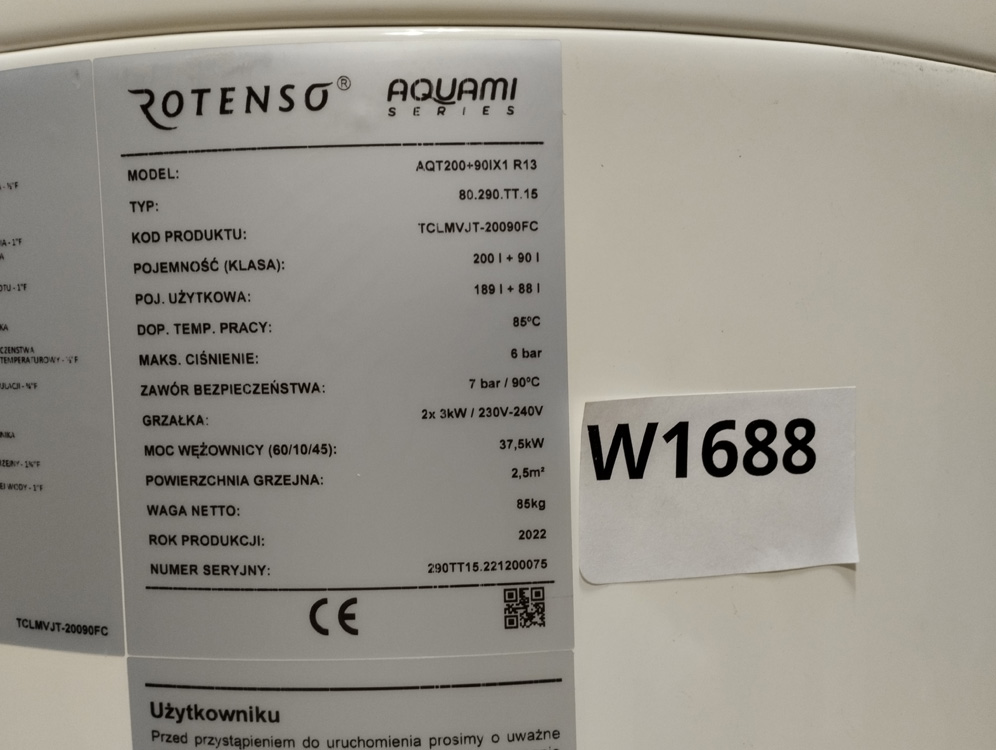 ROTENSO® AQUAMI
SERIES
MODEL: AQT200+90IX1 R13
TYP: 80.290.TT.15
KOD PRODUKTU: TCLMVJT-20090FC
POJEMNOŚĆ (KLASA): 200 l + 90 l
POJ. UŻYTKOWA: 189 l + 88 l
DOP. TEMP. PRACY: 85ºC
MAKS. CIŚNIENIE: 6 bar
ZAWÓR BEZPIECZEŃSTWA: 7 bar / 90ºC
GRZAŁKA: 2x 3kW / 230V-240V
MOC WĘŻOWNICY (60/10/45): 37,5kW
POWIERZCHNIA GRZEJNA: 2,5m²
WAGA NETTO: 85kg
ROK PRODUKCJI: 2022
NUMER SERYJNY: 290TT15.221200075
CE
TCLMVJT-20090FC
W1688
Użytkowniku
Przed przystąpieniem do uruchomienia prosimy o uważne